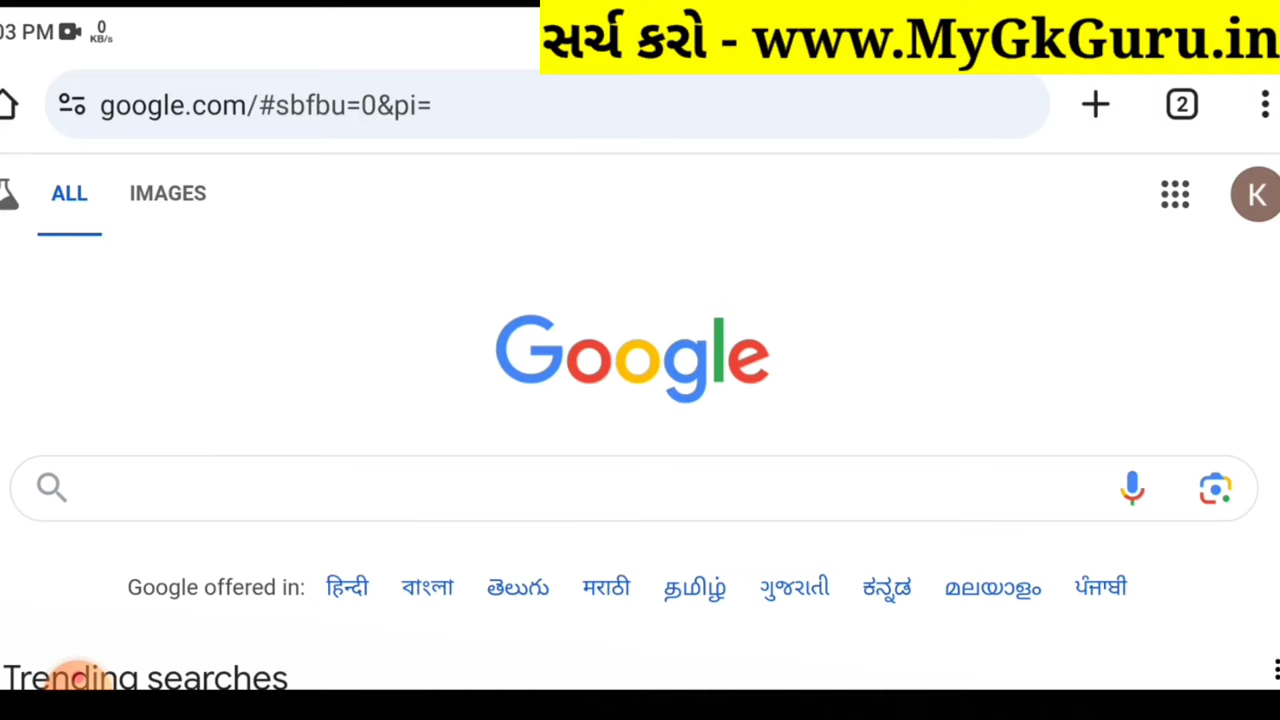 સર્ચ કરો - www.MyGkGuru.in
03 PM 0 KB/s
google.com/#sbfbu=0&pi=
2
ALL IMAGES
K
Google
Google offered in: हिन्दी বাংলা తెలుగు मराठी தமிழ் ગુજરાતી ಕನ್ನಡ മലയാളം ਪੰਜਾਬੀ
Trending searches